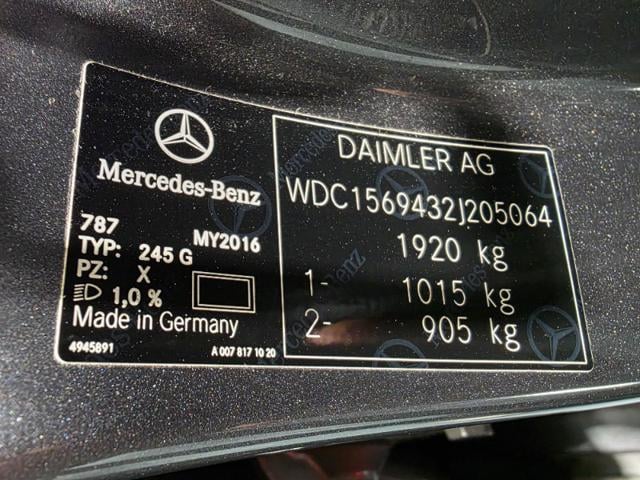 Mercedes-Benz
787
MY2016
TYP: 245 G
PZ: X
1,0 %
Made in Germany
4945891
A 007 817 10 20
DAIMLER AG
WDC1569432J205064
1920 kg
1- 1015 kg
2- 905 kg